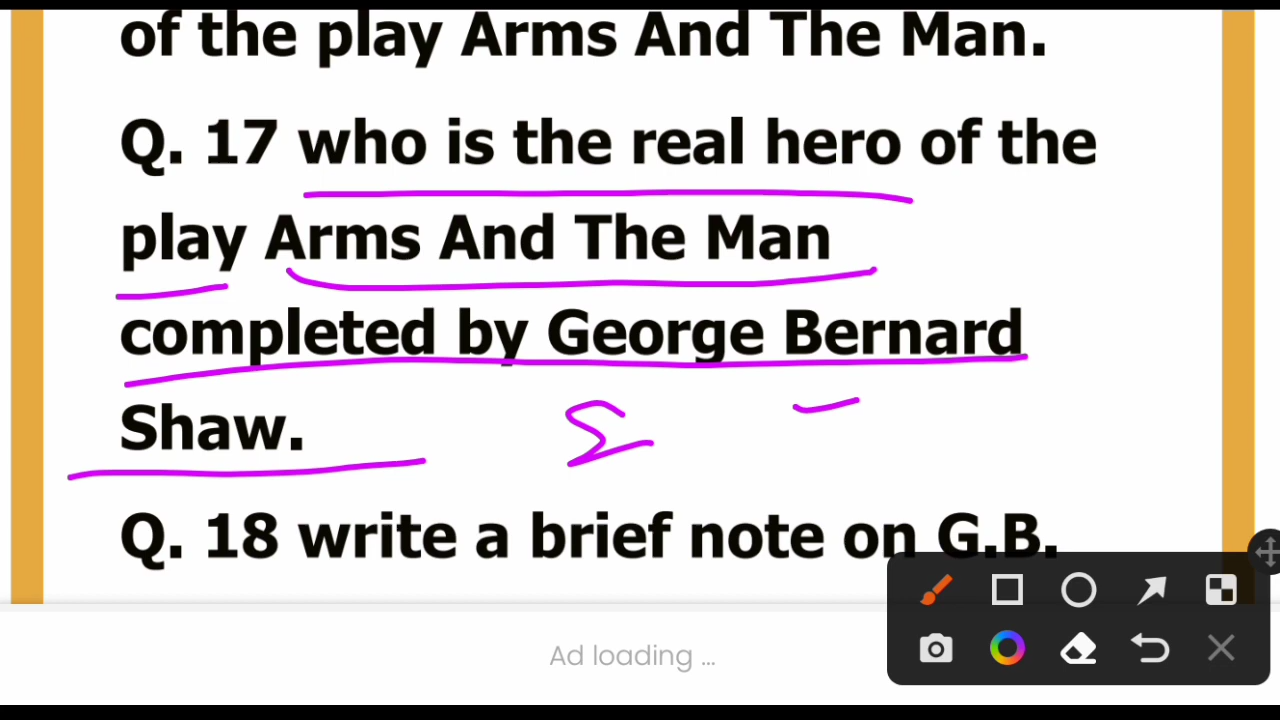 of the play Arms And The Man.
Q. 17 who is the real hero of the
play Arms And The Man
completed by George Bernard
Shaw.
Q. 18 write a brief note on G.B.
Ad loading ...